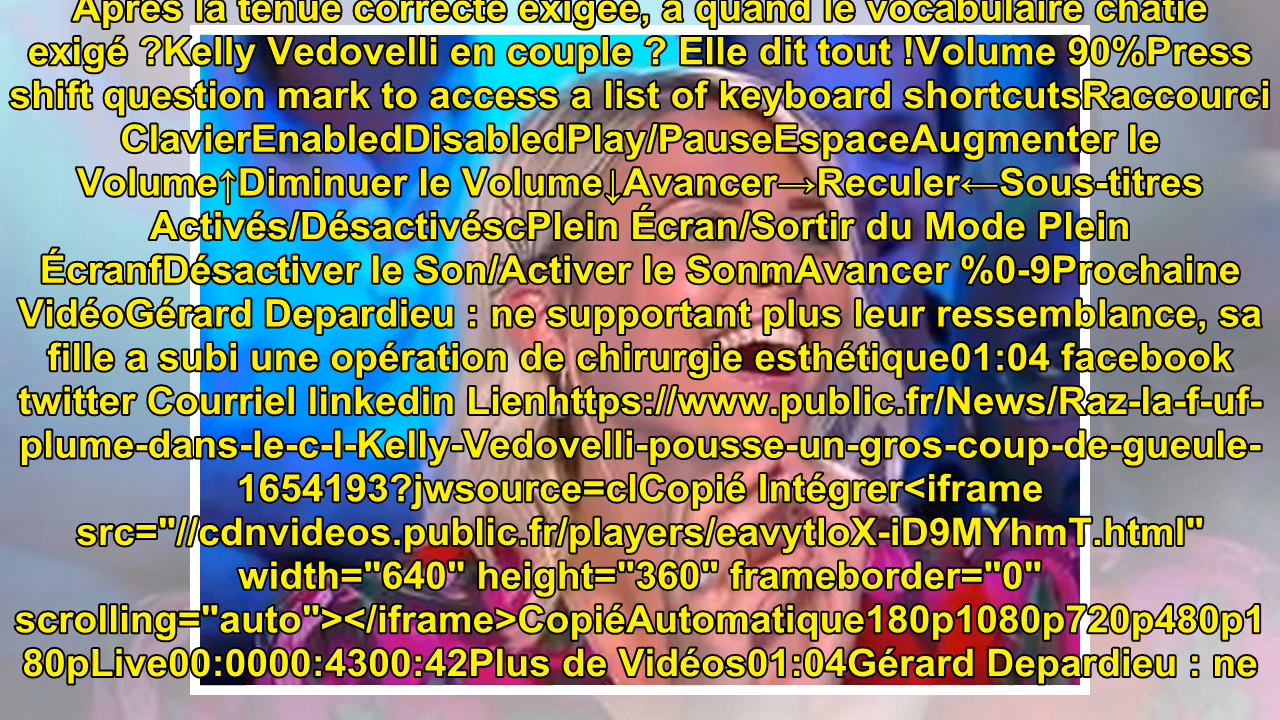 Après la tenue correcte exigée, à quand le vocabulaire châtié
exigé ?Kelly Vedovelli en couple ? Elle dit tout !Volume 90%Press
shift question mark to access a list of keyboard shortcutsRaccourci
ClavierEnabledDisabledPlay/PauseEspaceAugmenter le
Volume↑Diminuer le Volume↓Avancer→Reculer←Sous-titres
Activés/DésactivéscPlein Écran/Sortir du Mode Plein
ÉcranfDésactiver le Son/Activer le SonmAvancer %0-9Prochaine
VidéoGérard Depardieu : ne supportant plus leur ressemblance, sa
fille a subi une opération de chirurgie esthétique01:04 facebook
twitter Courriel linkedin Lienhttps://www.public.fr/News/Raz-la-f-uf-
plume-dans-le-c-l-Kelly-Vedovelli-pousse-un-gros-coup-de-gueule-
1654193?jwsource=clCopié Intégrer<iframe
src="//cdnvideos.public.fr/players/eavytloX-iD9MYhmT.html"
width="640" height="360" frameborder="0"
scrolling="auto"></iframe>CopiéAutomatique180p1080p720p480p1
80pLive00:0000:4300:42Plus de Vidéos01:04Gérard Depardieu : ne